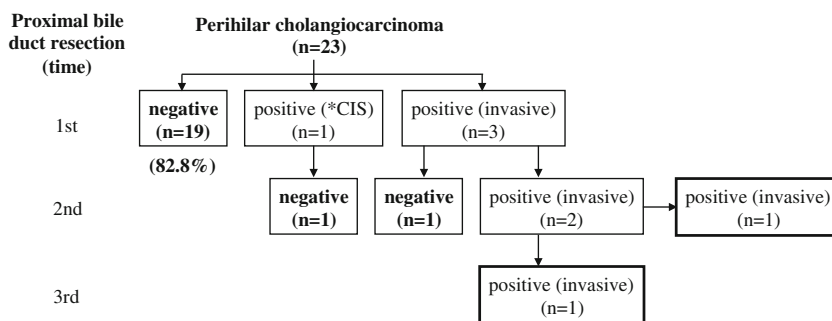 Proximal bile
duct resection
(time)
Perihilar cholangiocarcinoma
(n=23)
1st
negative
(n=19)
positive (*CIS)
(n=1)
positive (invasive)
(n=3)
(82.8%)
2nd
negative
(n=1)
negative
(n=1)
positive (invasive)
(n=2)
positive (invasive)
(n=1)
3rd
positive (invasive)
(n=1)